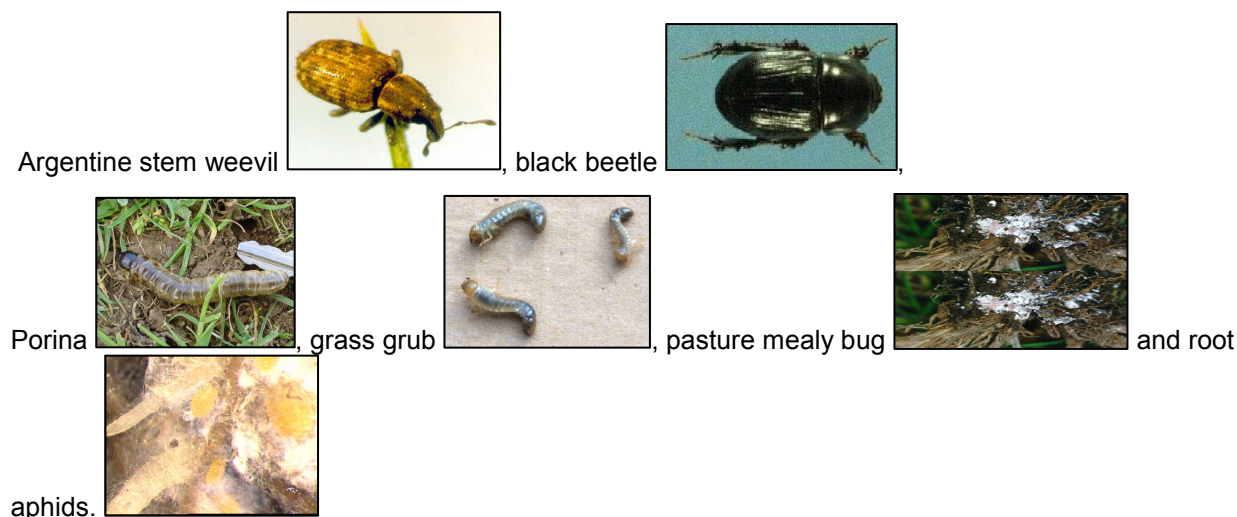 Argentine stem weevil , black beetle ,
Porina , grass grub , pasture mealy bug and root
aphids.